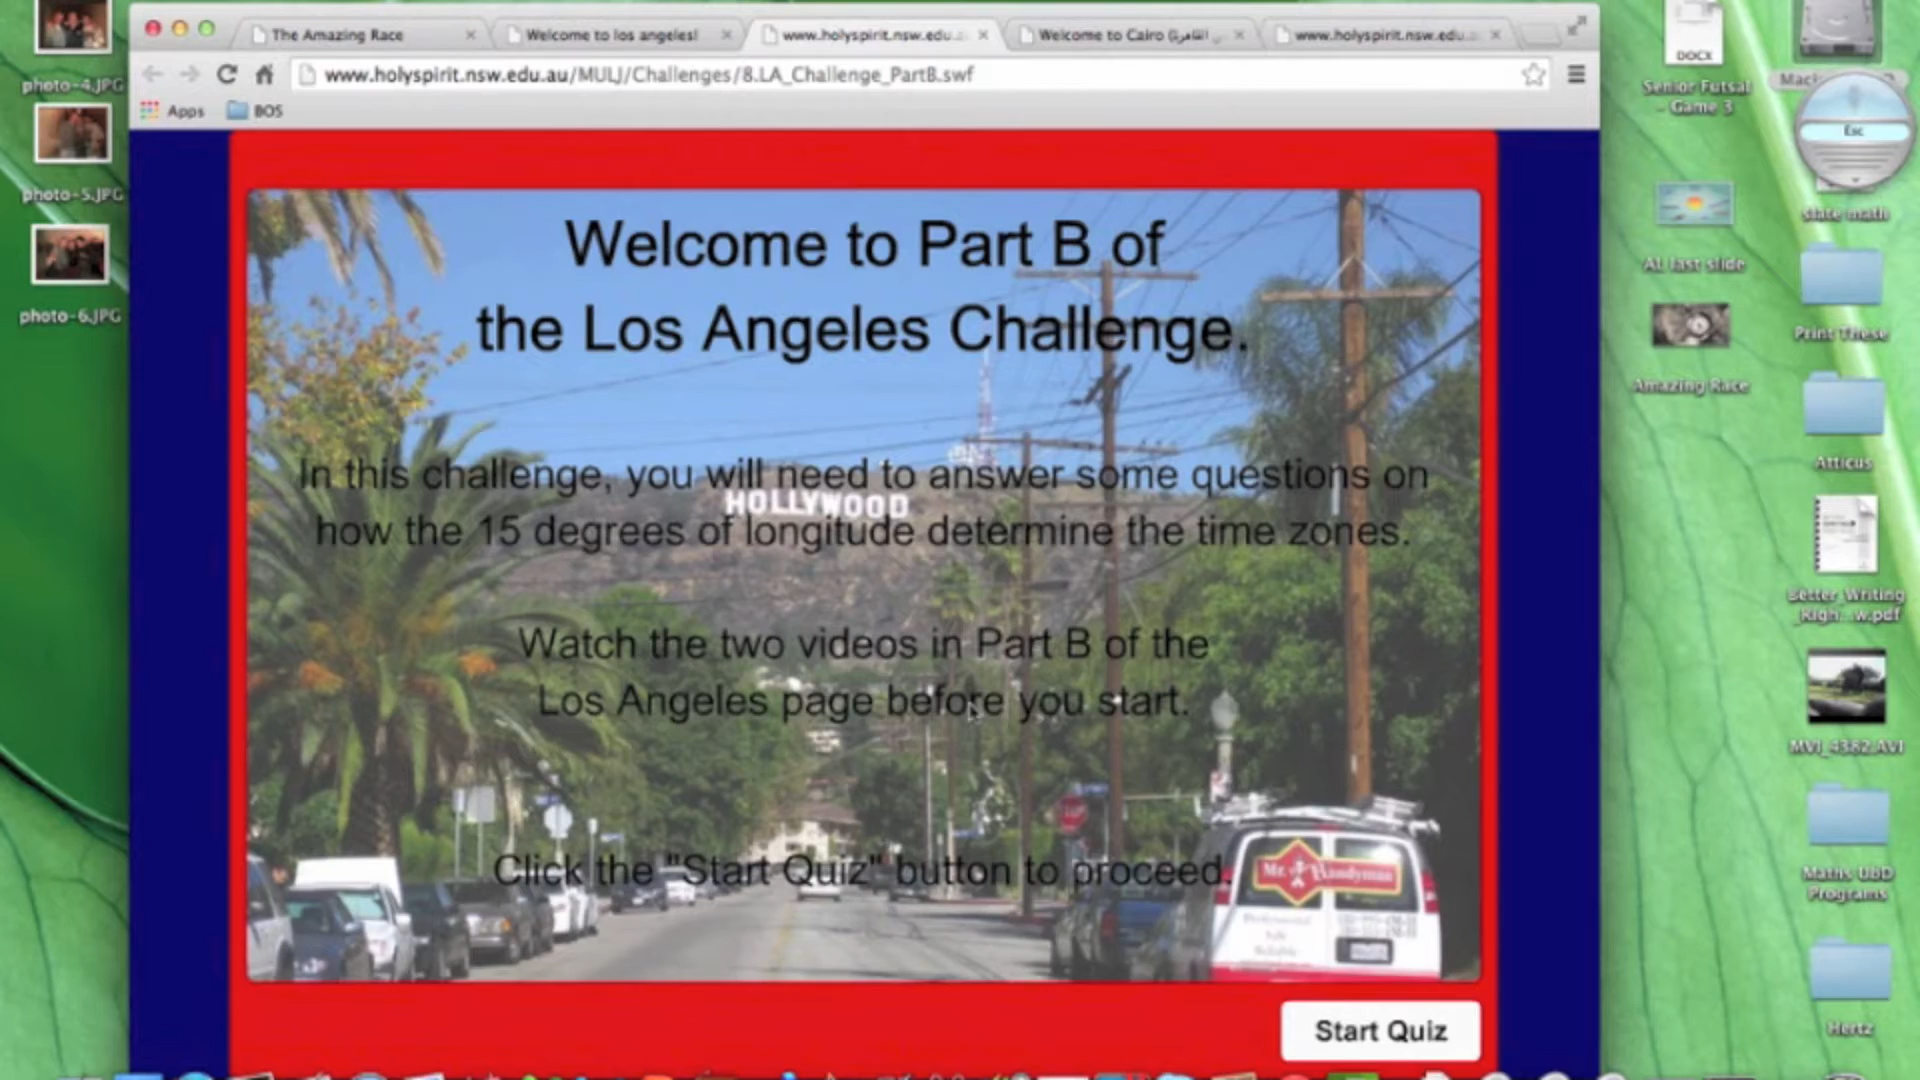 The Amazing Race
Welcome to los angeles!
www.holyspirit.nsw.edu.a
Welcome to Cairo
www.holyspirit.nsw.edu.a
www.holyspirit.nsw.edu.au/MULJ/Challenges/8.LA_Challenge_PartB.swf
Apps
BOS
Welcome to Part B of
the Los Angeles Challenge.
In this challenge, you will need to answer some questions on
HOLLYWOOD
how the 15 degrees of longitude determine the time zones.
Watch the two videos in Part B of the
Los Angeles page before you start.
Click the "Start Quiz" button to proceed.
Mr. Handyman
Start Quiz
photo-4.JPG
photo-5.JPG
photo-6.JPG
DOCX
Senior Futsal
- Game 3
Esc
slate math
At last slide
Print These
Amazing Race
Atticus
Better Writing
w.pdf
MVI_4382.AVI
Maths UBD
Programs
Hertz